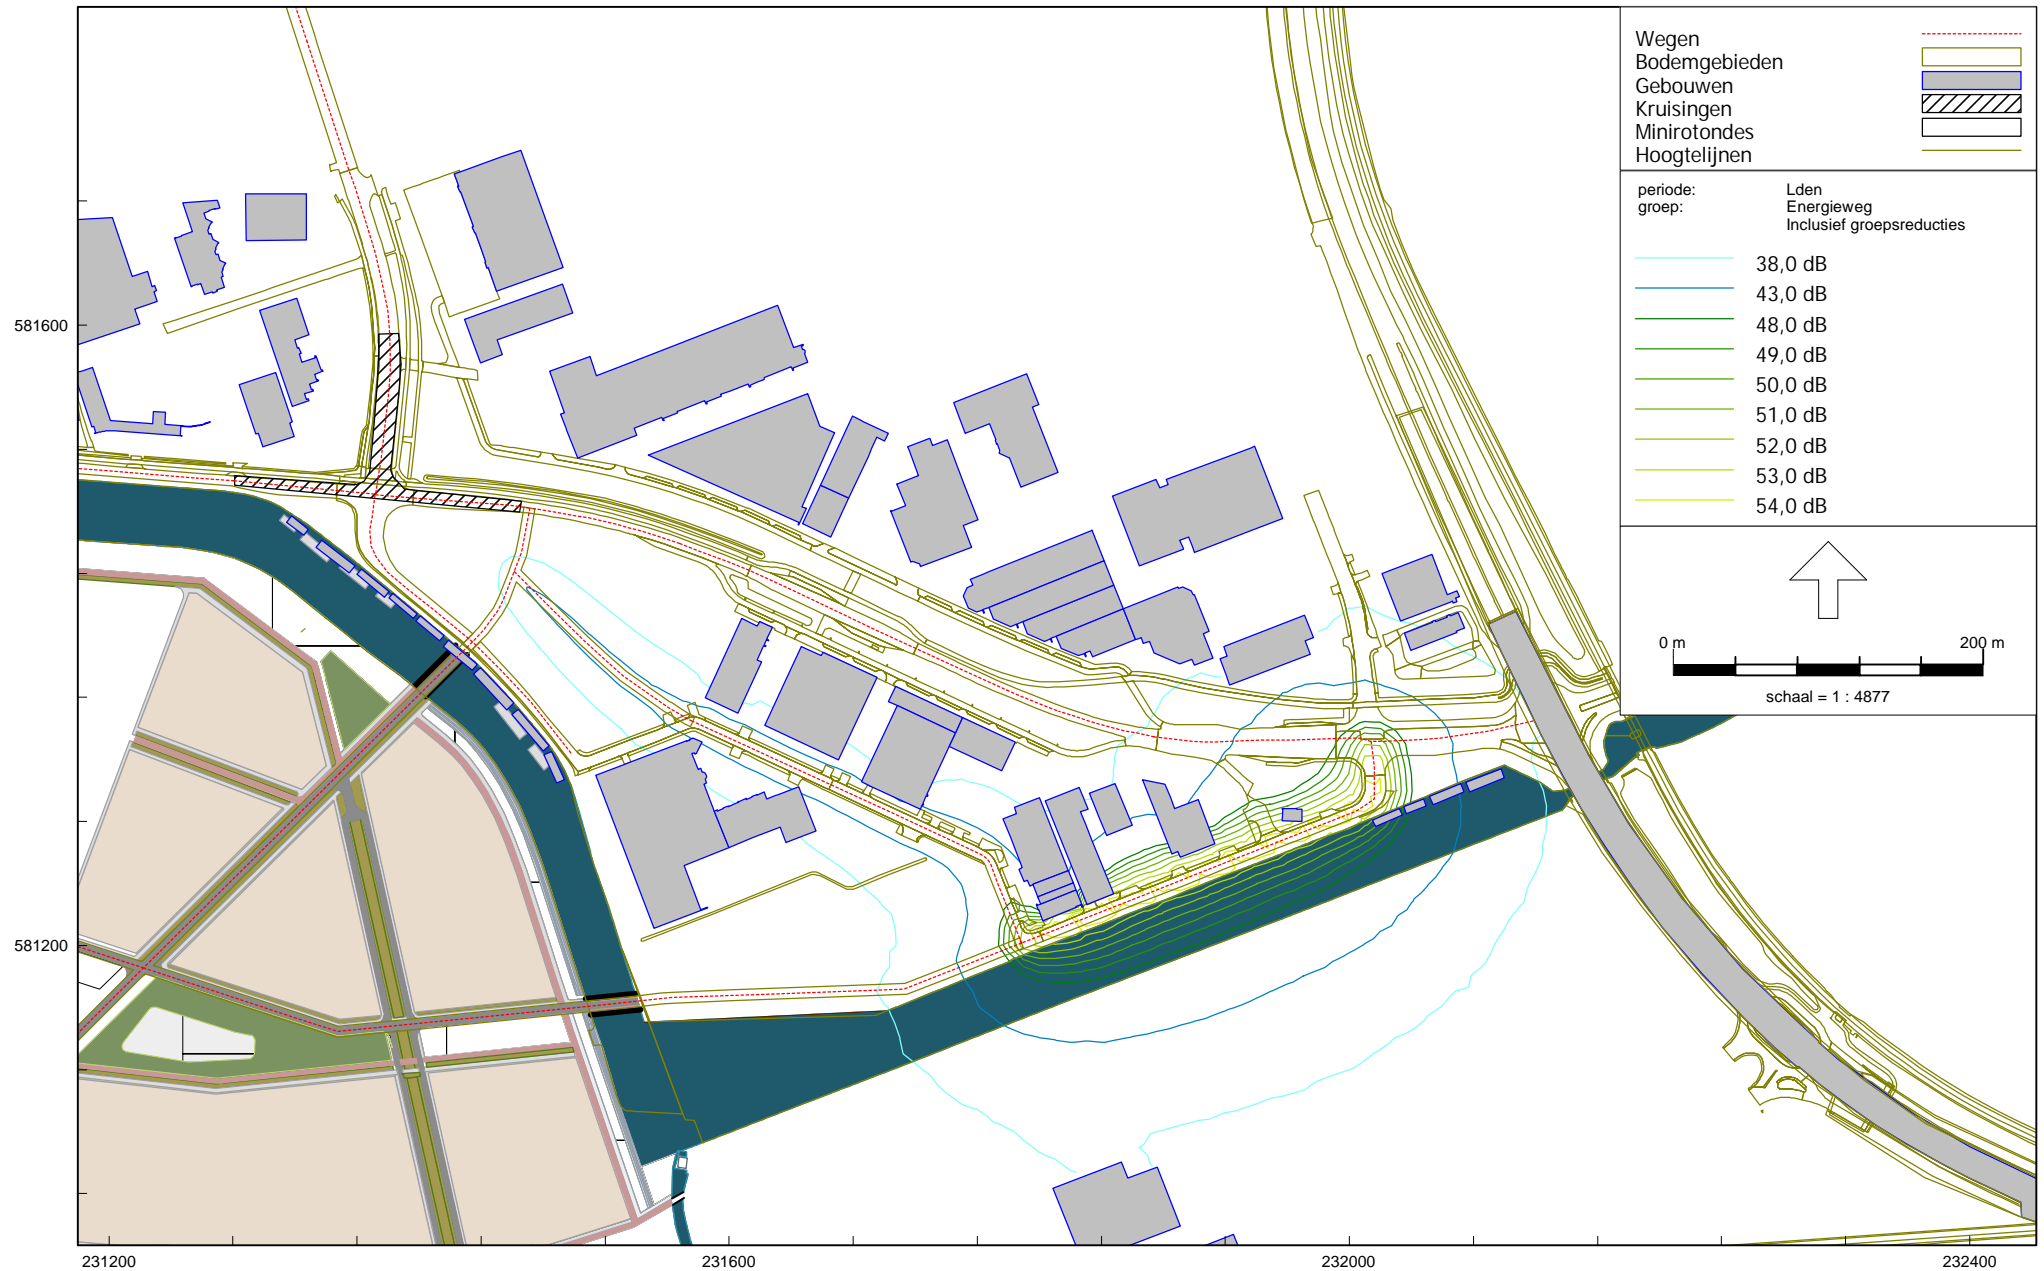 Wegen
Bodemgebieden
Gebouwen
Kruisingen
Minirotondes
Hoogtelijnen
periode: Lden
groep: Energieweg
Inclusief groepsreducties
38,0 dB
43,0 dB
48,0 dB
49,0 dB
50,0 dB
51,0 dB
52,0 dB
53,0 dB
54,0 dB
0 m 200 m
schaal = 1 : 4877
581600
581200
231200 231600 232000 232400